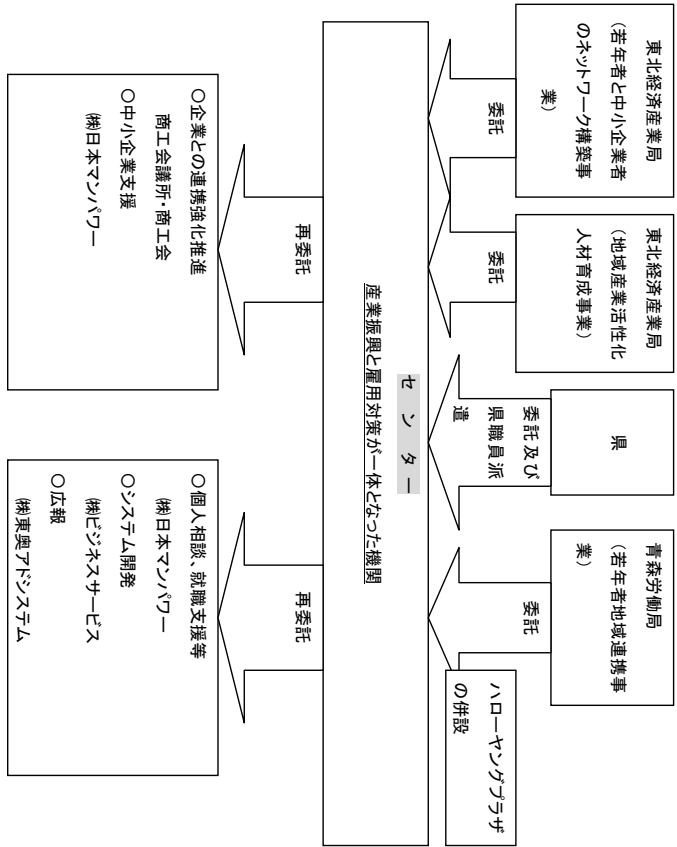 東北経済産業局
(若年者と中小企業者
のネットワーク構築事
業)
東北経済産業局
(地域産業活性化
人材育成事業)
県
青森労働局
(若年者地域連携事
業)
委託
委託
委託及び
県職員派
遣
委託
ハローヤングプラザ
の併設
センター
産業振興と雇用対策が一体となった機関
再委託
再委託
○企業との連携強化推進
商工会議所・商工会
○中小企業支援
㈱日本マンパワー
○個人相談、就職支援等
㈱日本マンパワー
○システム開発
㈱ビジネスサービス
○広報
㈱東奥アドシステム